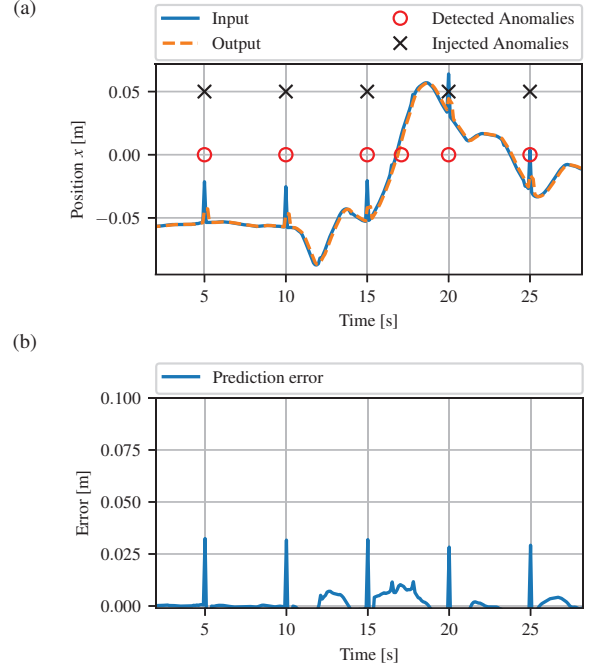 (a)
Input
Output
Detected Anomalies
Injected Anomalies
0.05
0.00
−0.05
Position x [m]
5
10
15
20
25
Time [s]
(b)
Prediction error
0.100
0.075
0.050
0.025
0.000
Error [m]
5
10
15
20
25
Time [s]